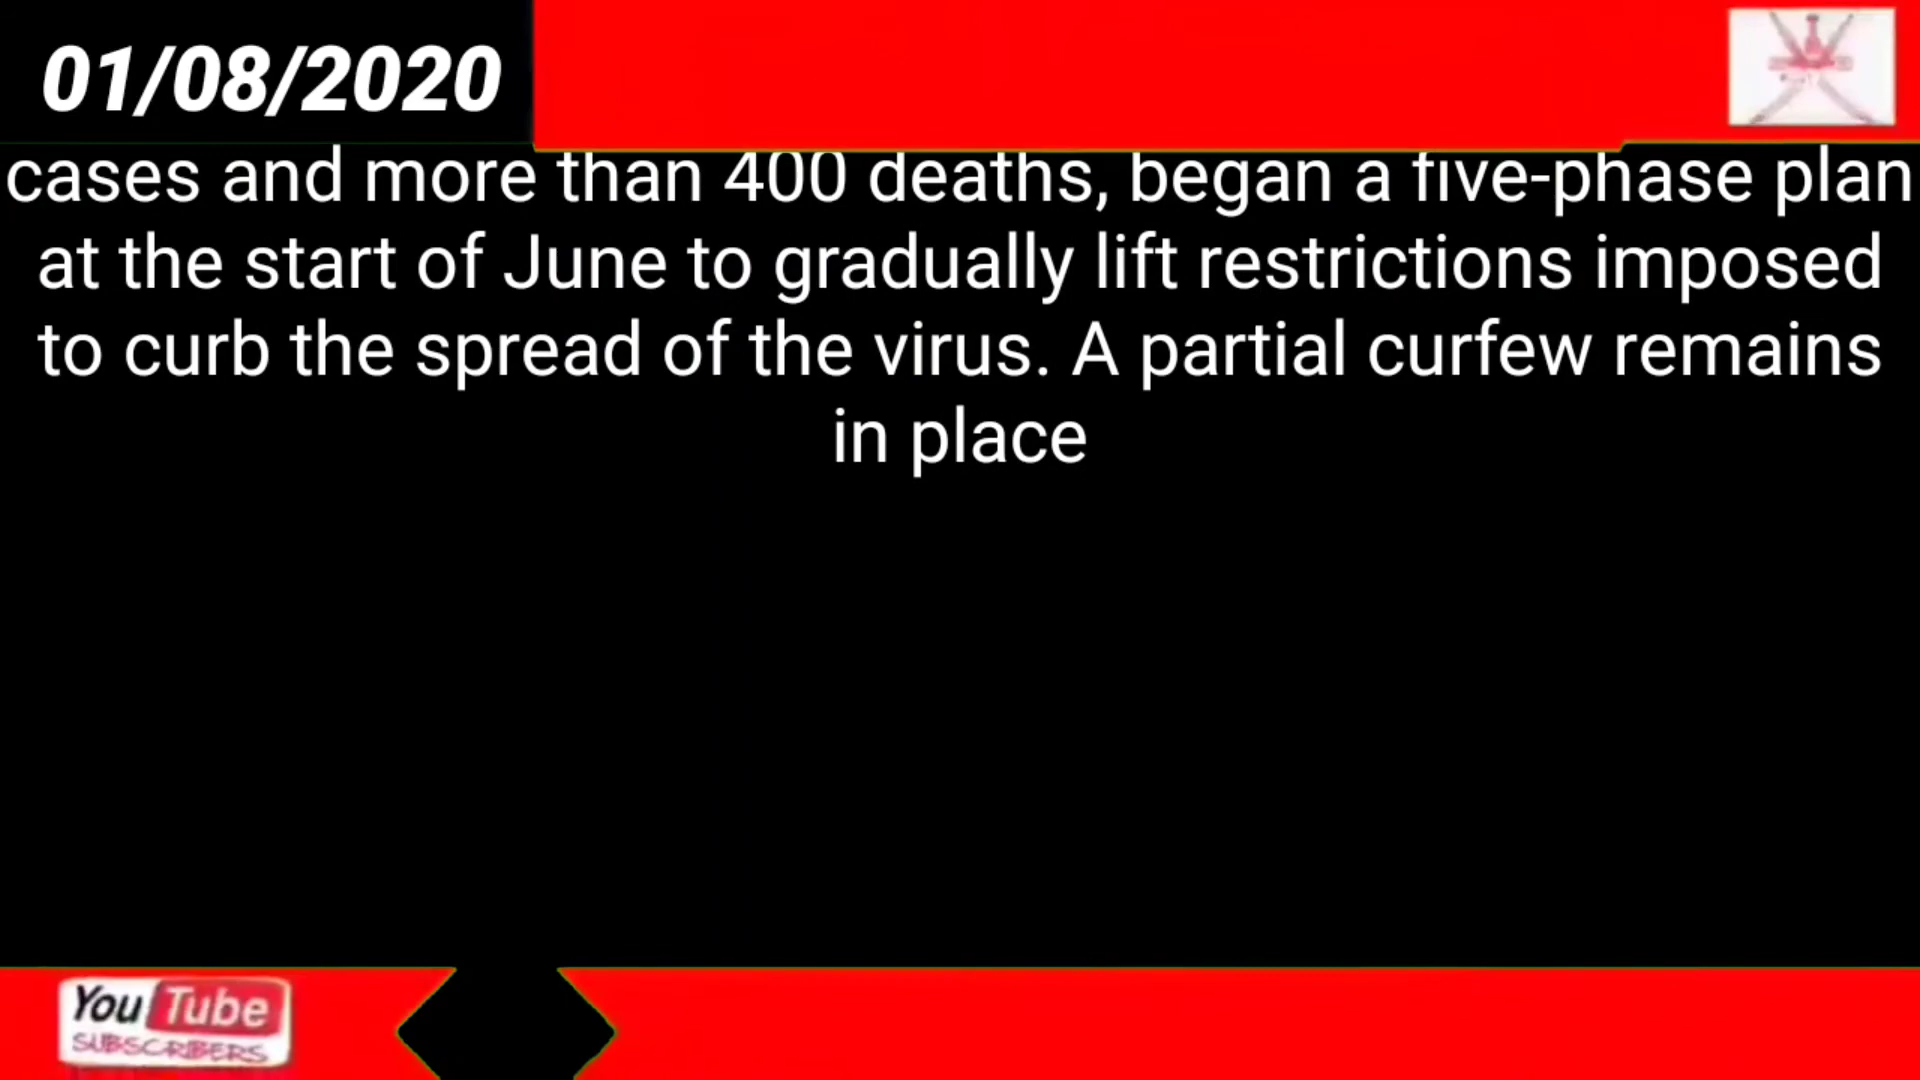 01/08/2020
cases and more than 400 deaths, began a five-phase plan
at the start of June to gradually lift restrictions imposed
to curb the spread of the virus. A partial curfew remains
in place
You Tube
SUBSCRIBERS